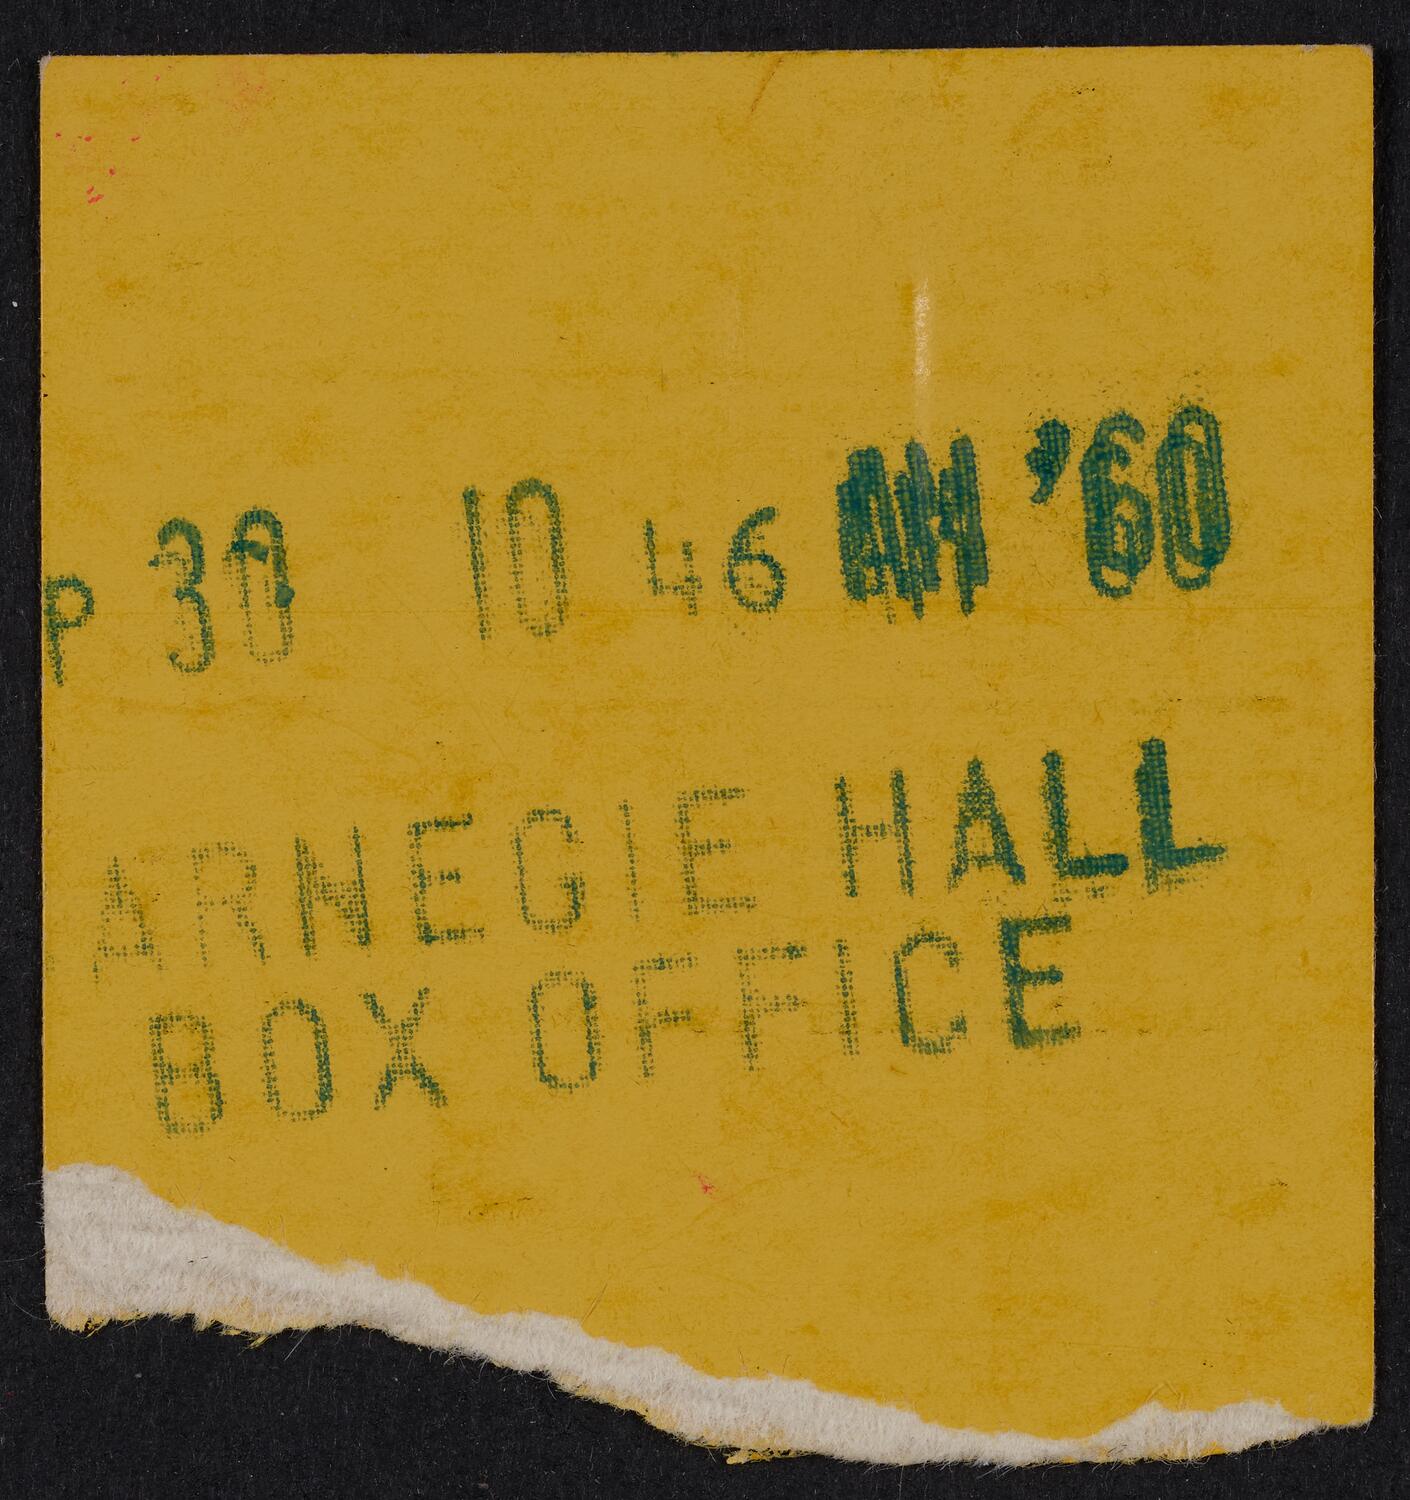 P 30 10 46 AM '60
ARNEGIE HALL
BOX OFFICE